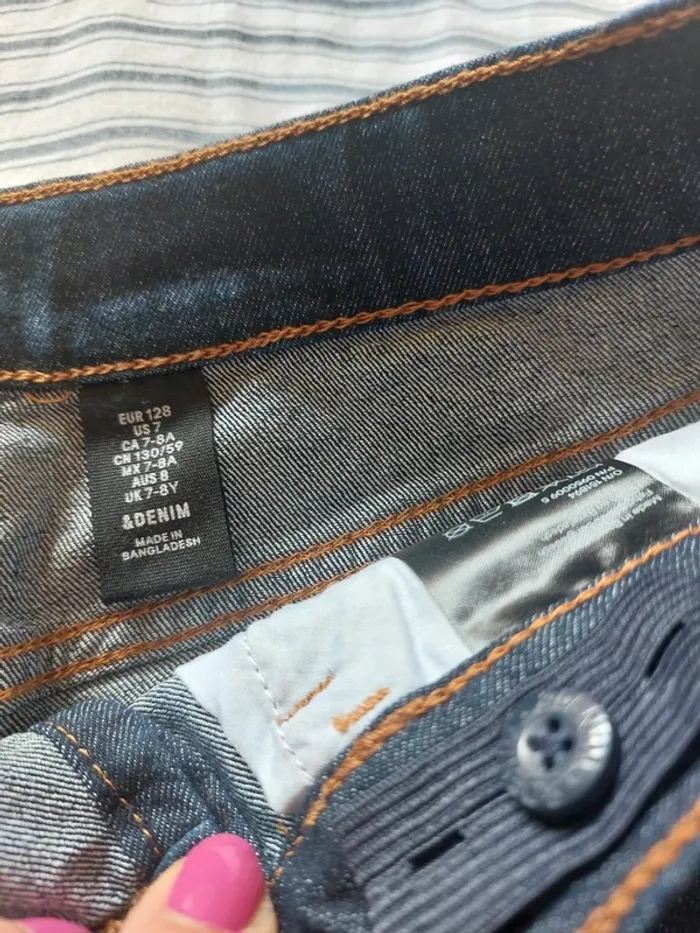 EUR 128
US 7
CA 7-8A
CN 130/59
MX 7-8A
AUS 8
UK 7-8Y
&DENIM
MADE IN
BANGLADESH